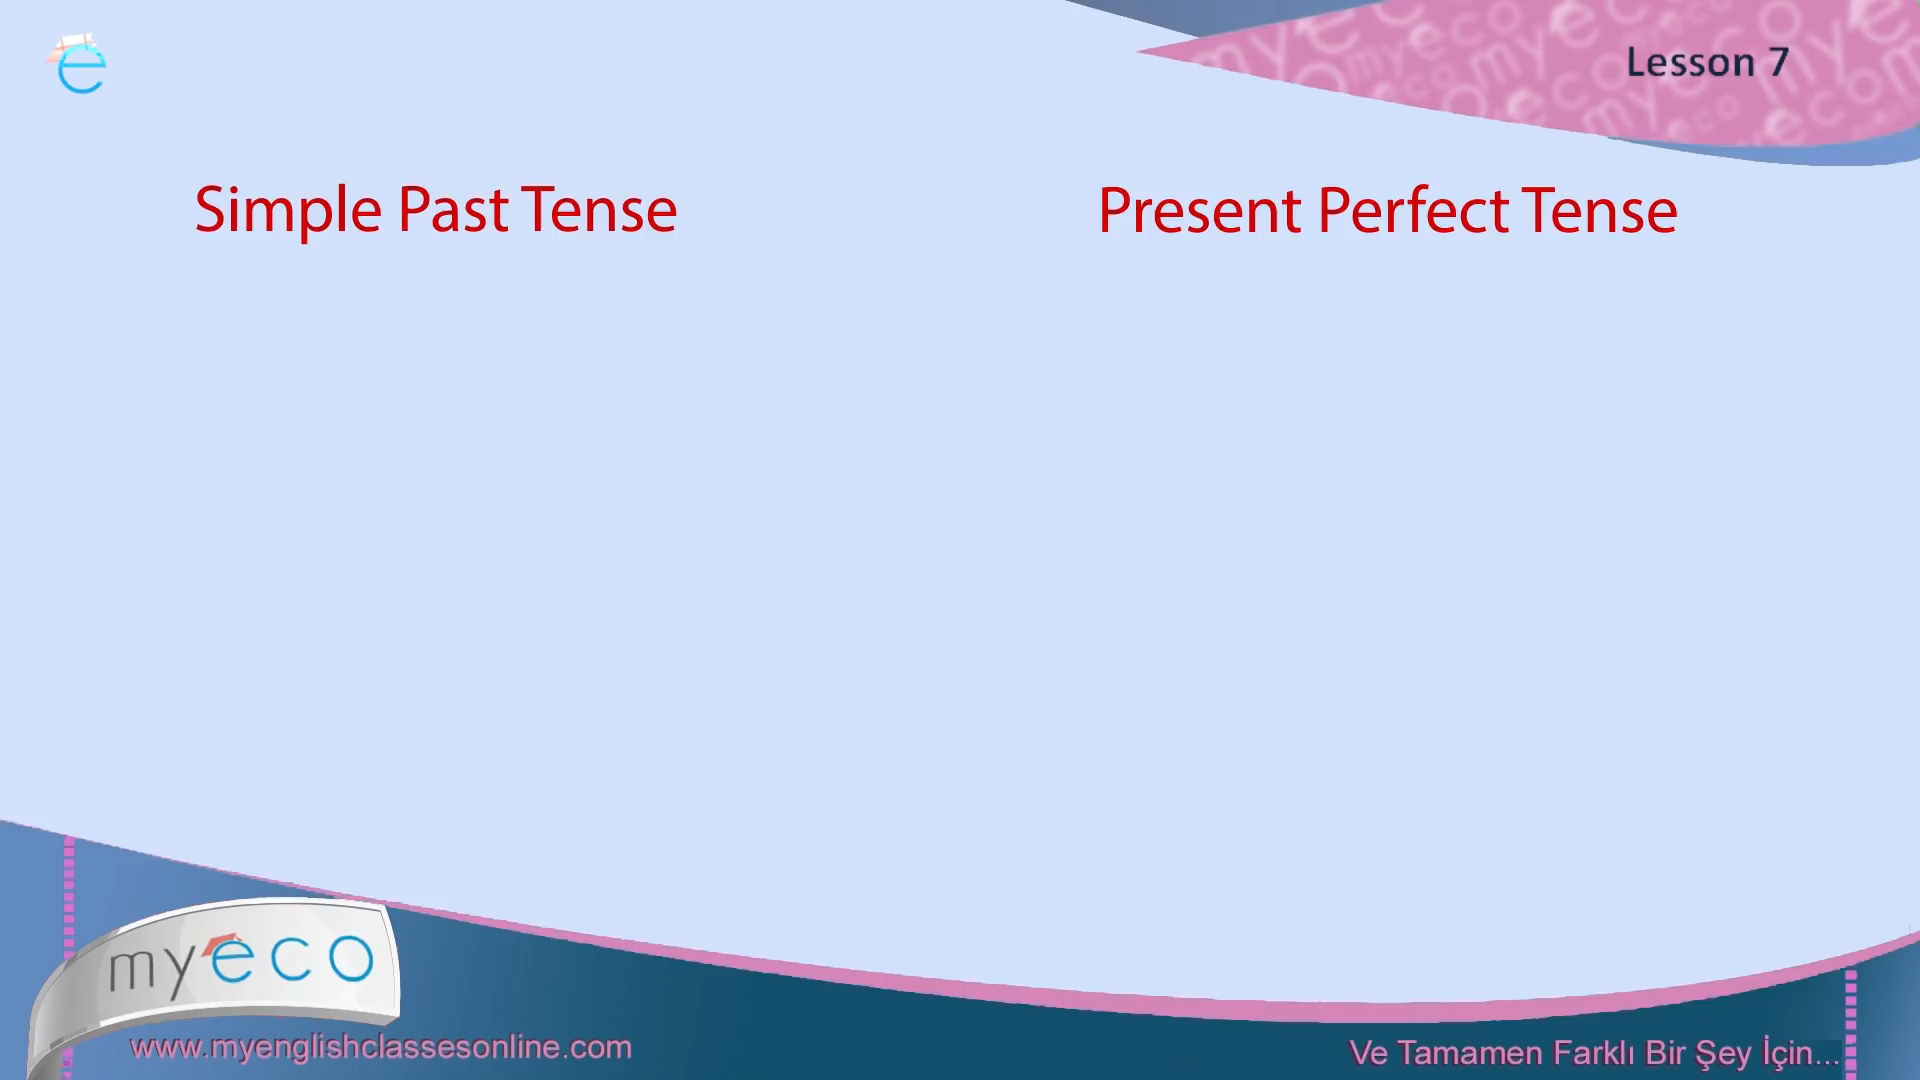 Lesson 7
Simple Past Tense
Present Perfect Tense
myeco
www.myenglishclassesonline.com
Ve Tamamen Farklı Bir Şey İçin...